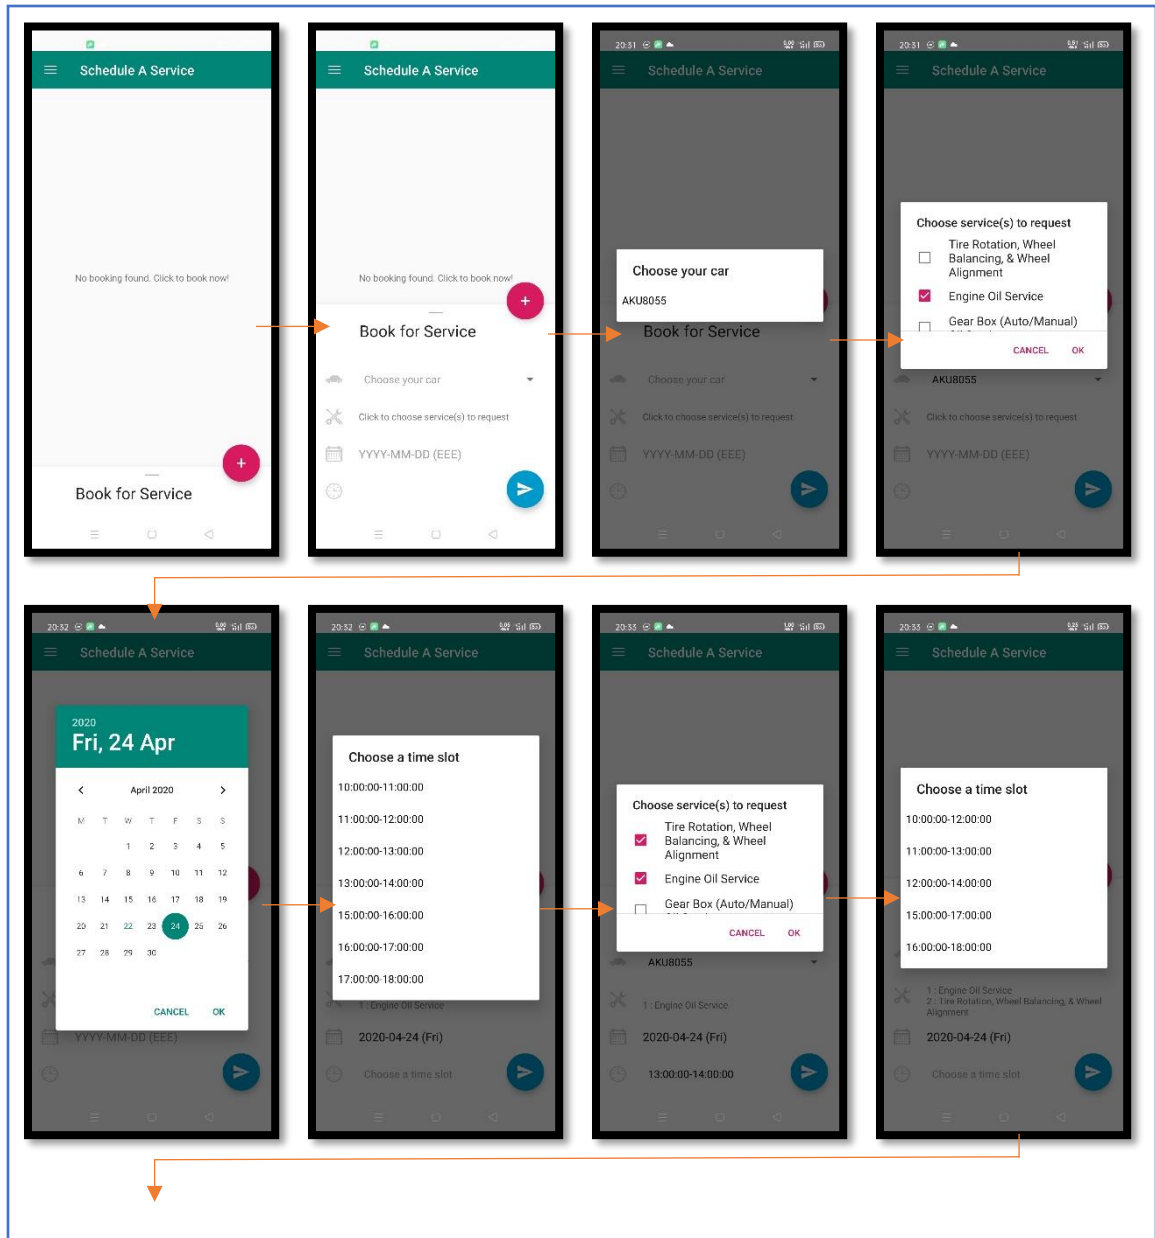 Schedule A Service
No booking found. Click to book now!
Book for Service
Schedule A Service
No booking found. Click to book now!
Book for Service
Choose your car
Click to choose service(s) to request
YYYY-MM-DD (EEE)
20:31
Schedule A Service
Choose your car
AKU8055
Book for Service
Choose your car
Click to choose service(s) to request
YYYY-MM-DD (EEE)
20:31
Schedule A Service
Choose service(s) to request
Tire Rotation, Wheel
Balancing, & Wheel
Alignment
Engine Oil Service
Gear Box (Auto/Manual)
CANCEL OK
AKU8055
Click to choose service(s) to request
YYYY-MM-DD (EEE)
20:32
Schedule A Service
2020
Fri, 24 Apr
April 2020
M T W T F S S
1 2 3 4 5
6 7 8 9 10 11 12
13 14 15 16 17 18 19
20 21 22 23 24 25 26
27 28 29 30
CANCEL OK
YYYY-MM-DD (EEE)
20:32
Schedule A Service
Choose a time slot
10:00:00-11:00:00
11:00:00-12:00:00
12:00:00-13:00:00
13:00:00-14:00:00
15:00:00-16:00:00
16:00:00-17:00:00
17:00:00-18:00:00
1 : Engine Oil Service
2020-04-24 (Fri)
Choose a time slot
20:33
Schedule A Service
Choose service(s) to request
Tire Rotation, Wheel
Balancing, & Wheel
Alignment
Engine Oil Service
Gear Box (Auto/Manual)
CANCEL OK
AKU8055
1 : Engine Oil Service
2020-04-24 (Fri)
13:00:00-14:00:00
20:33
Schedule A Service
Choose a time slot
10:00:00-12:00:00
11:00:00-13:00:00
12:00:00-14:00:00
15:00:00-17:00:00
16:00:00-18:00:00
1 : Engine Oil Service
2 : Tire Rotation, Wheel Balancing, & Wheel
Alignment
2020-04-24 (Fri)
Choose a time slot